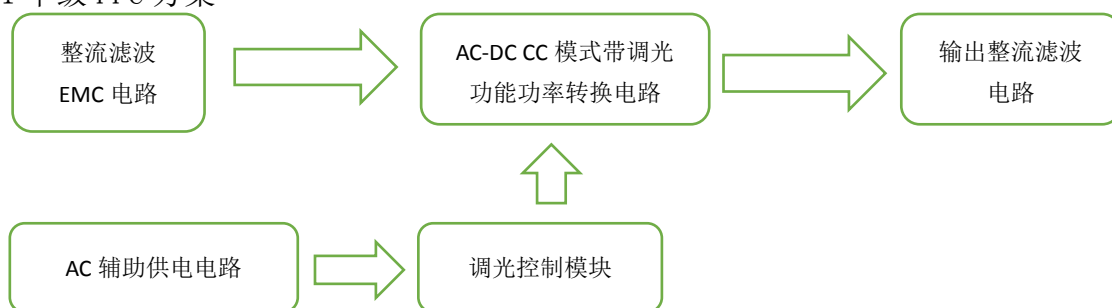 整流滤波
EMC 电路
AC-DC CC 模式带调光
功能功率转换电路
输出整流滤波
电路
AC 辅助供电电路
调光控制模块